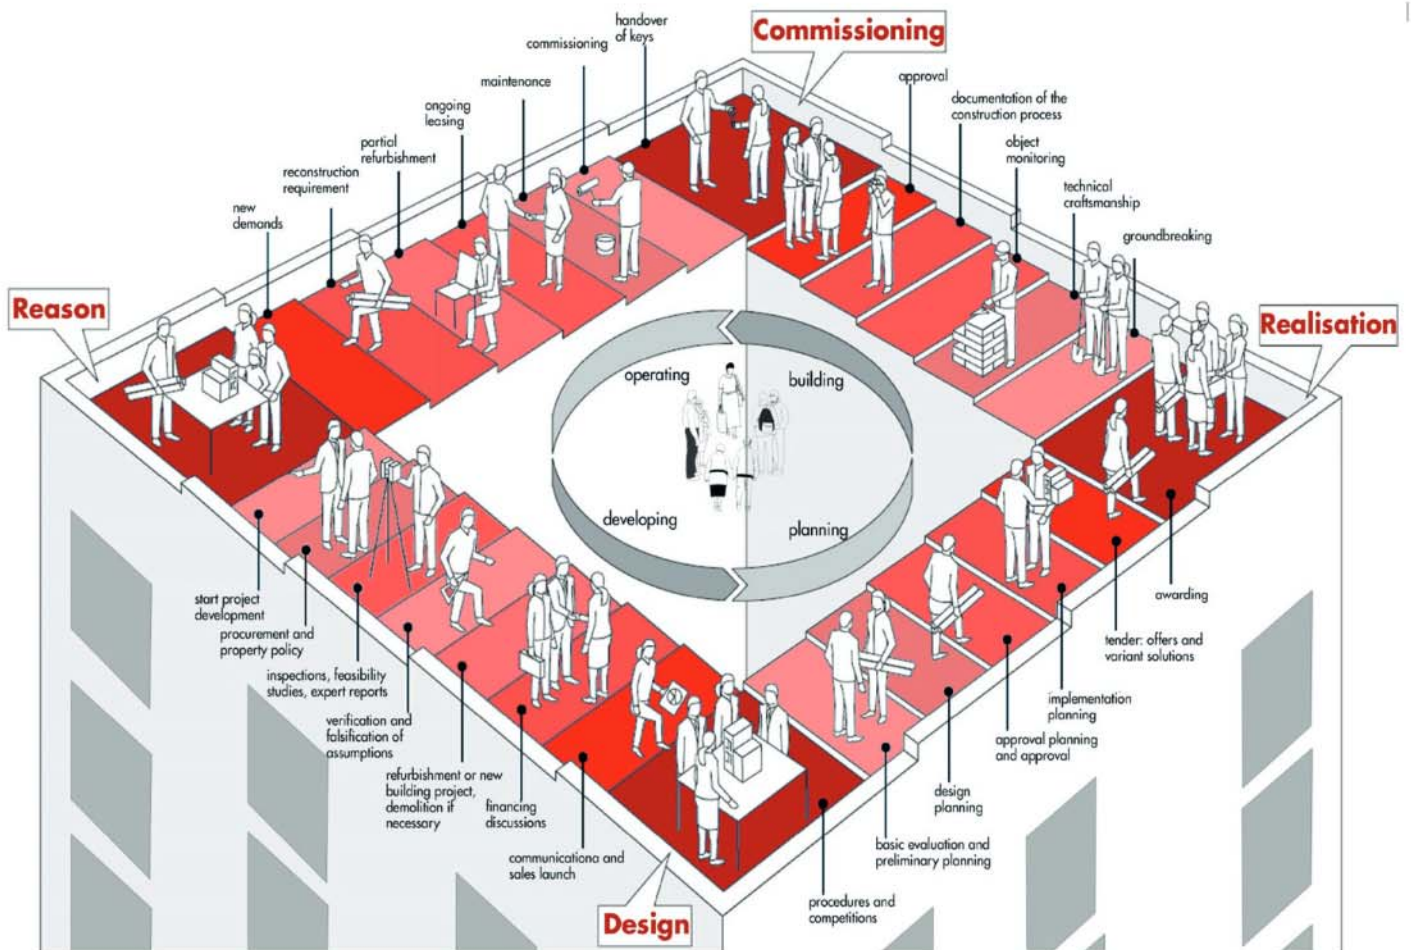 handover
of keys
Commissioning
commissioning
maintenance
approval
documentation of the
construction process
ongoing
leasing
object
monitoring
partial
refurbishment
reconstruction
requirement
technical
craftsmanship
new
demands
groundbreaking
Reason
Realisation
operating
building
developing
planning
start project
development
procurement and
property policy
inspections, feasibility
studies, expert reports
verification and
falsification of
assumptions
refurbishment or new
building project,
demolition if
necessary
financing
discussions
communicationa and
sales launch
Design
procedures and
competitions
basic evaluation and
preliminary planning
design
planning
approval planning
and approval
implementation
planning
tender: offers and
variant solutions
awarding